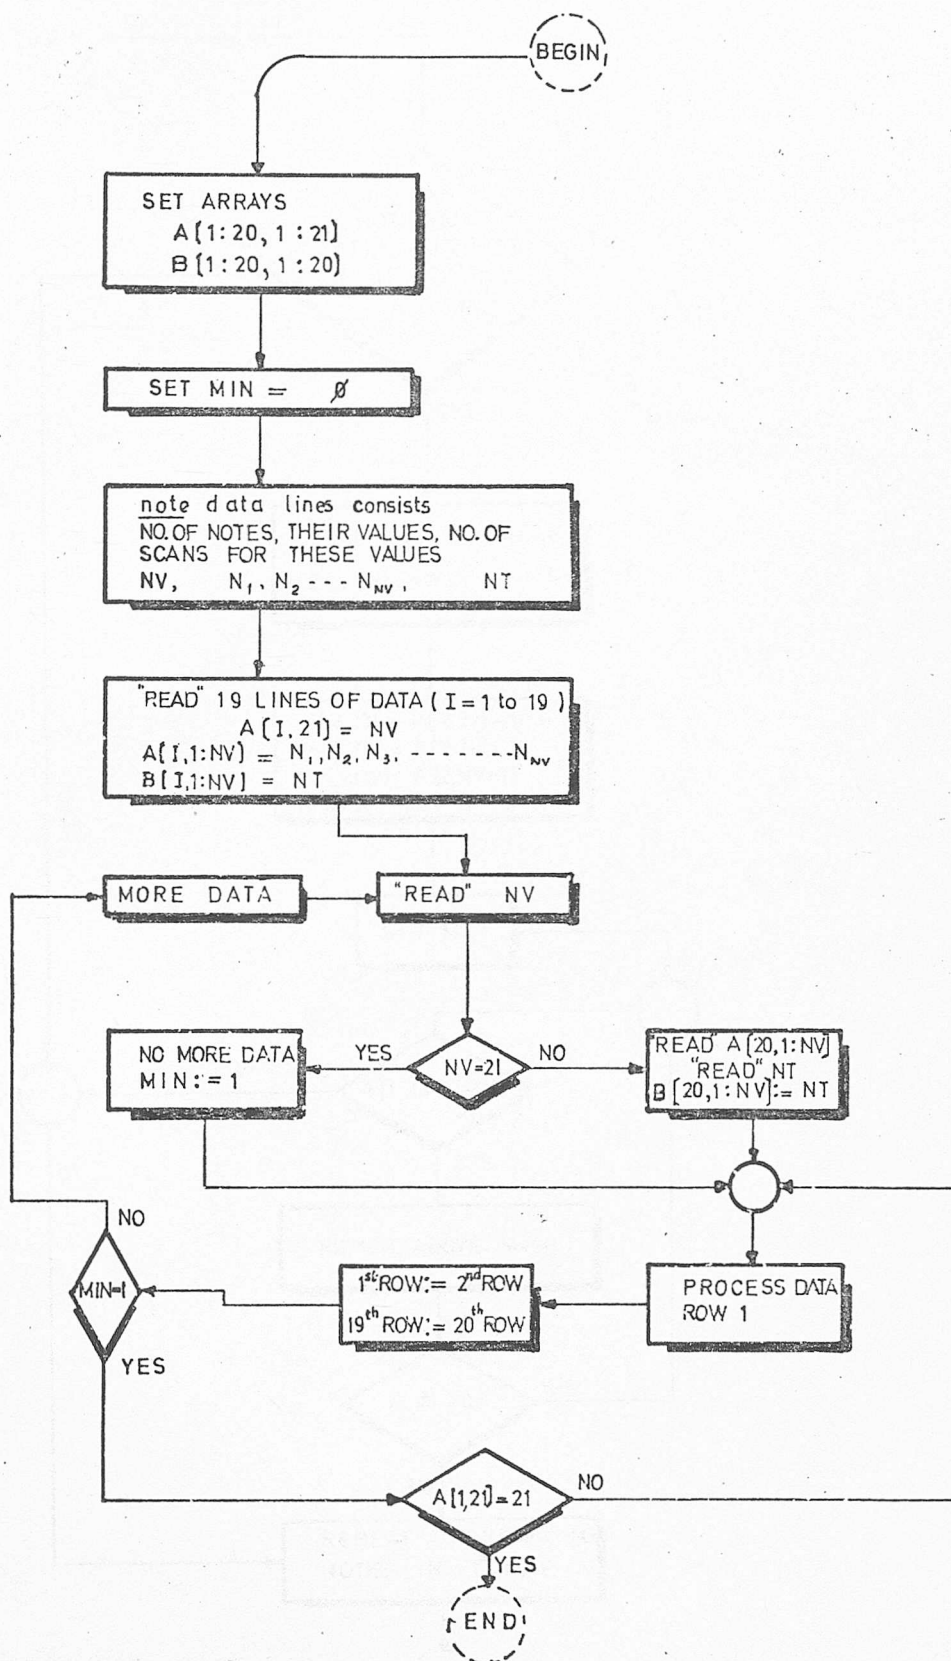 BEGIN
SET ARRAYS
A[1:20, 1:21]
B[1:20, 1:20]
SET MIN = Ø
note data lines consists
NO. OF NOTES, THEIR VALUES, NO. OF
SCANS FOR THESE VALUES
NV, N₁, N₂ --- N_NV, NT
"READ" 19 LINES OF DATA (I = 1 to 19)
A[I, 21] = NV
A[I,1:NV] = N₁, N₂, N₃, --------N_NV
B[I,1:NV] = NT
MORE DATA
"READ" NV
NO MORE DATA
MIN := 1
YES
NV=21
NO
"READ" A[20,1:NV]
"READ" NT
B[20,1:NV]:= NT
NO
MIN=1
YES
1st ROW:= 2nd ROW
19th ROW:= 20th ROW
PROCESS DATA
ROW 1
A[1,21]=21
NO
YES
END